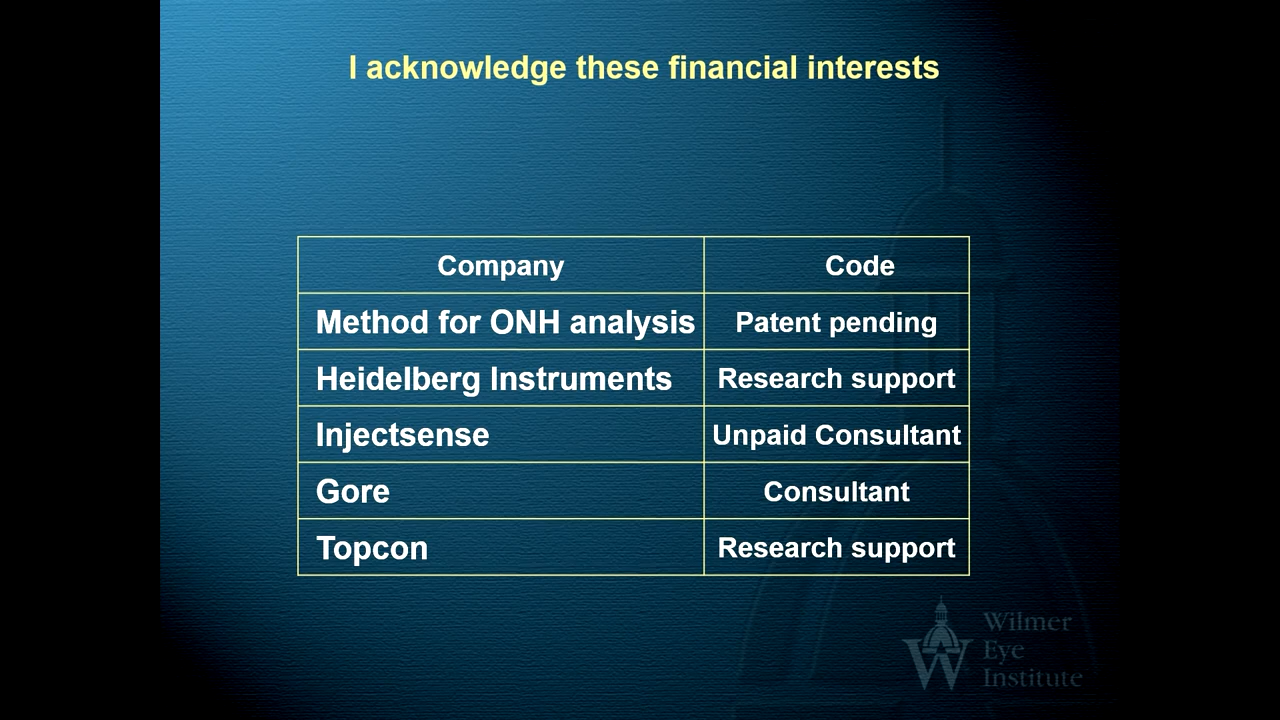 I acknowledge these financial interests
Company Code
Method for ONH analysis Patent pending
Heidelberg Instruments Research support
Injectsense Unpaid Consultant
Gore Consultant
Topcon Research support
Wilmer
Eye
Institute